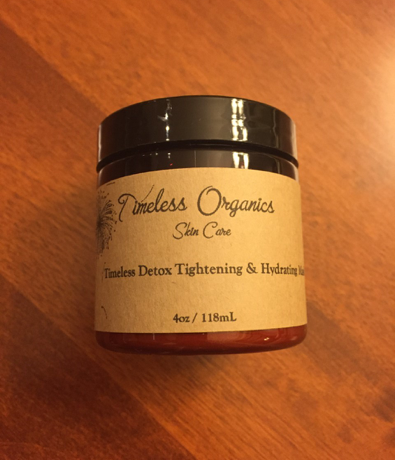 Timeless Organics
Skin Care
Timeless Detox Tightening & Hydrating
4oz / 118mL